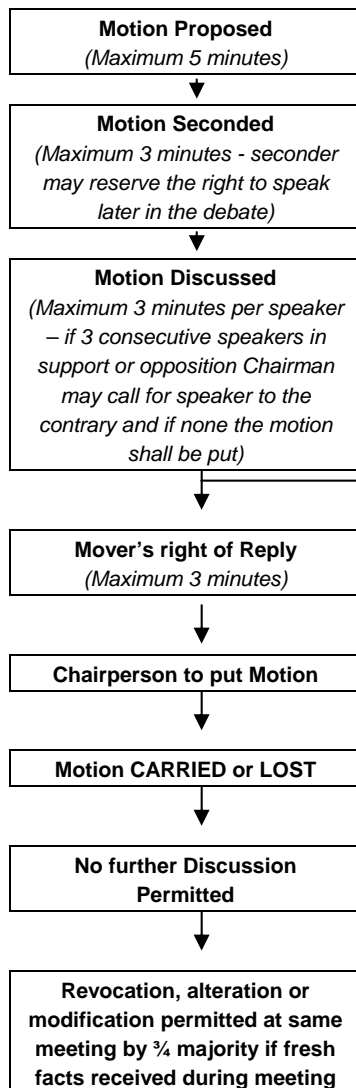 Motion Proposed
(Maximum 5 minutes)
Motion Seconded
(Maximum 3 minutes - seconder
may reserve the right to speak
later in the debate)
Motion Discussed
(Maximum 3 minutes per speaker
– if 3 consecutive speakers in
support or opposition Chairman
may call for speaker to the
contrary and if none the motion
shall be put)
Mover’s right of Reply
(Maximum 3 minutes)
Chairperson to put Motion
Motion CARRIED or LOST
No further Discussion
Permitted
Revocation, alteration or
modification permitted at same
meeting by ¾ majority if fresh
facts received during meeting